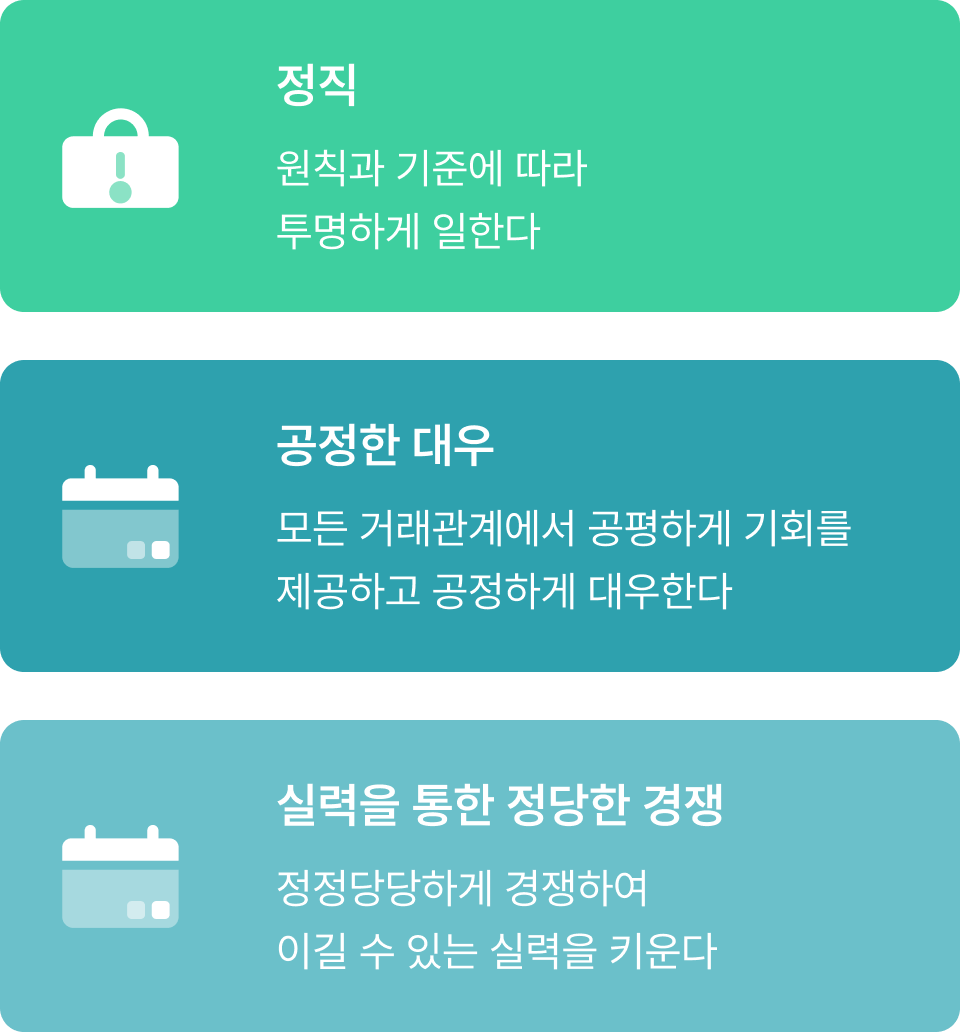 정직
원칙과 기준에 따라
투명하게 일한다
공정한 대우
모든 거래관계에서 공평하게 기회를
제공하고 공정하게 대우한다
실력을 통한 정당한 경쟁
정정당당하게 경쟁하여
이길 수 있는 실력을 키운다